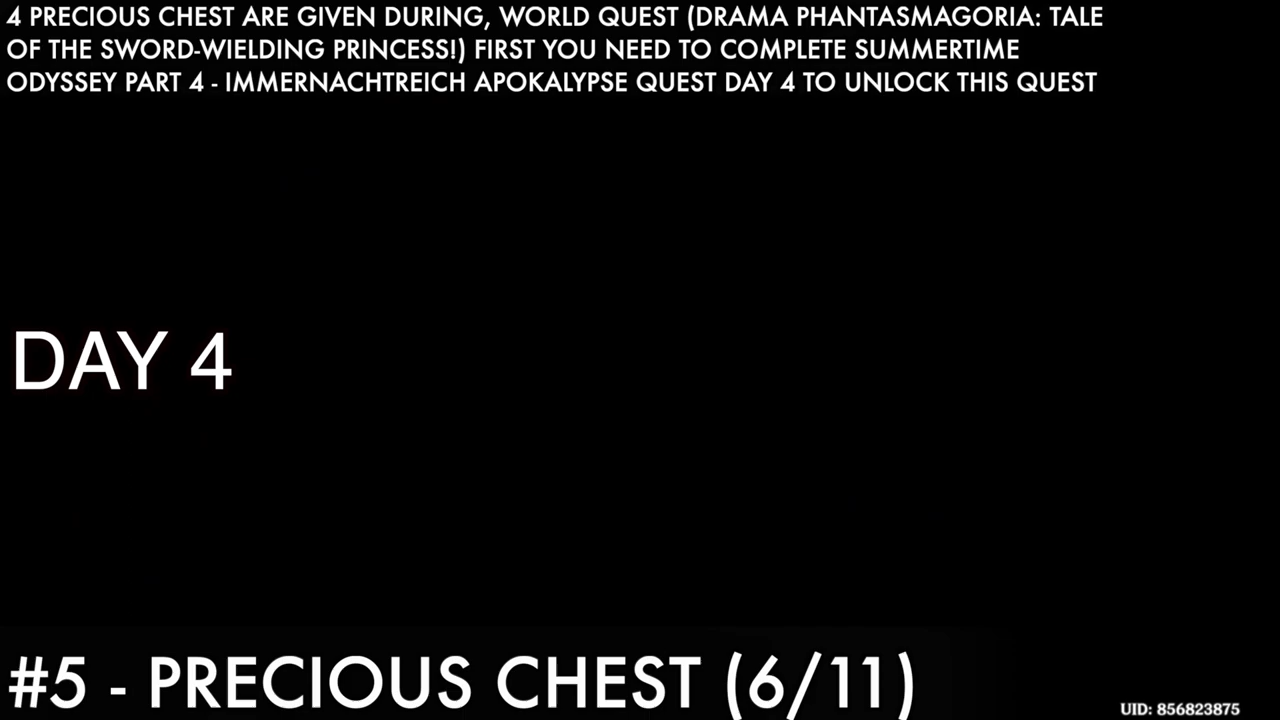 4 PRECIOUS CHEST ARE GIVEN DURING, WORLD QUEST (DRAMA PHANTASMAGORIA: TALE
OF THE SWORD-WIELDING PRINCESS!) FIRST YOU NEED TO COMPLETE SUMMERTIME
ODYSSEY PART 4 - IMMERNACHTREICH APOKALYPSE QUEST DAY 4 TO UNLOCK THIS QUEST
DAY 4
#5 - PRECIOUS CHEST (6/11)
UID: 856823875